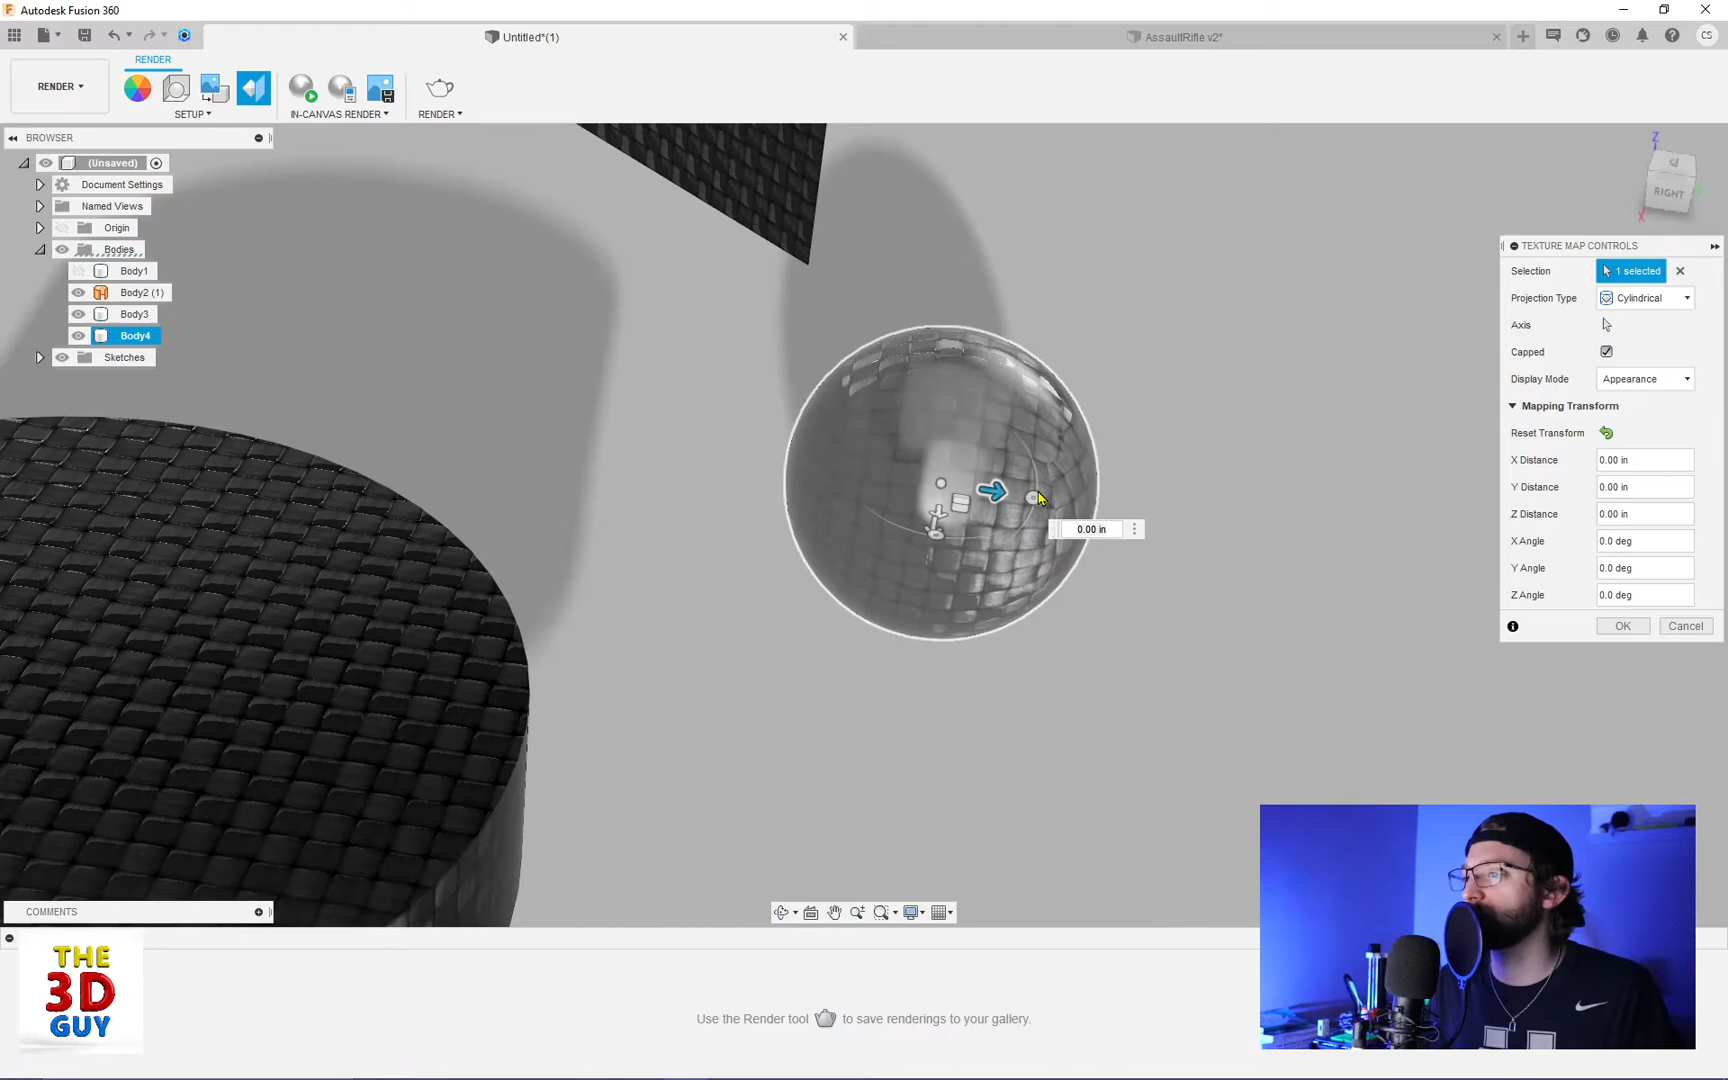 Autodesk Fusion 360
Untitled*(1)
AssaultRifle v2*
CS
RENDER
RENDER
SETUP
IN-CANVAS RENDER
RENDER
BROWSER
(Unsaved)
Document Settings
Named Views
Origin
Bodies
Body1
Body2 (1)
Body3
Body4
Sketches
Z
RIGHT
X
TEXTURE MAP CONTROLS
Selection
1 selected
Projection Type
Cylindrical
Axis
Capped
Display Mode
Appearance
Mapping Transform
Reset Transform
X Distance
0.00 in
Y Distance
0.00 in
Z Distance
0.00 in
X Angle
0.0 deg
Y Angle
0.0 deg
Z Angle
0.0 deg
OK
Cancel
0.00 in
COMMENTS
THE
3D
GUY
Use the Render tool to save renderings to your gallery.